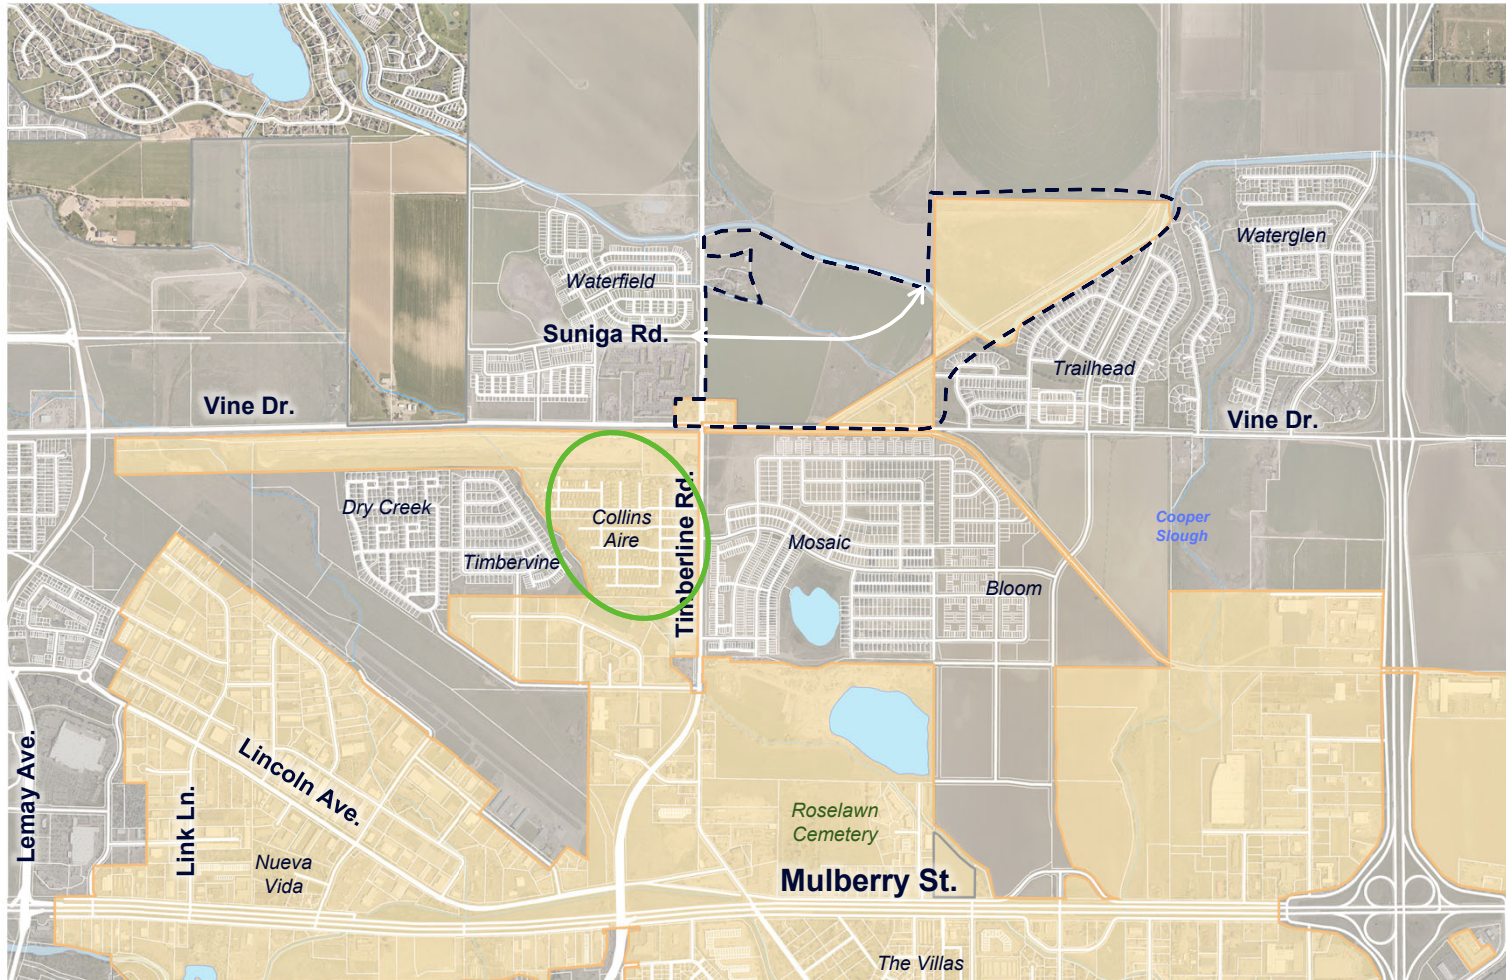 Waterglen
Waterfield
Suniga Rd.
Trailhead
Vine Dr.
Vine Dr.
Dry Creek
Collins
Aire
Timberline Rd.
Cooper
Slough
Mosaic
Timbervine
Bloom
Lemay Ave.
Link Ln.
Lincoln Ave.
Roselawn
Cemetery
Nueva
Vida
Mulberry St.
The Villas